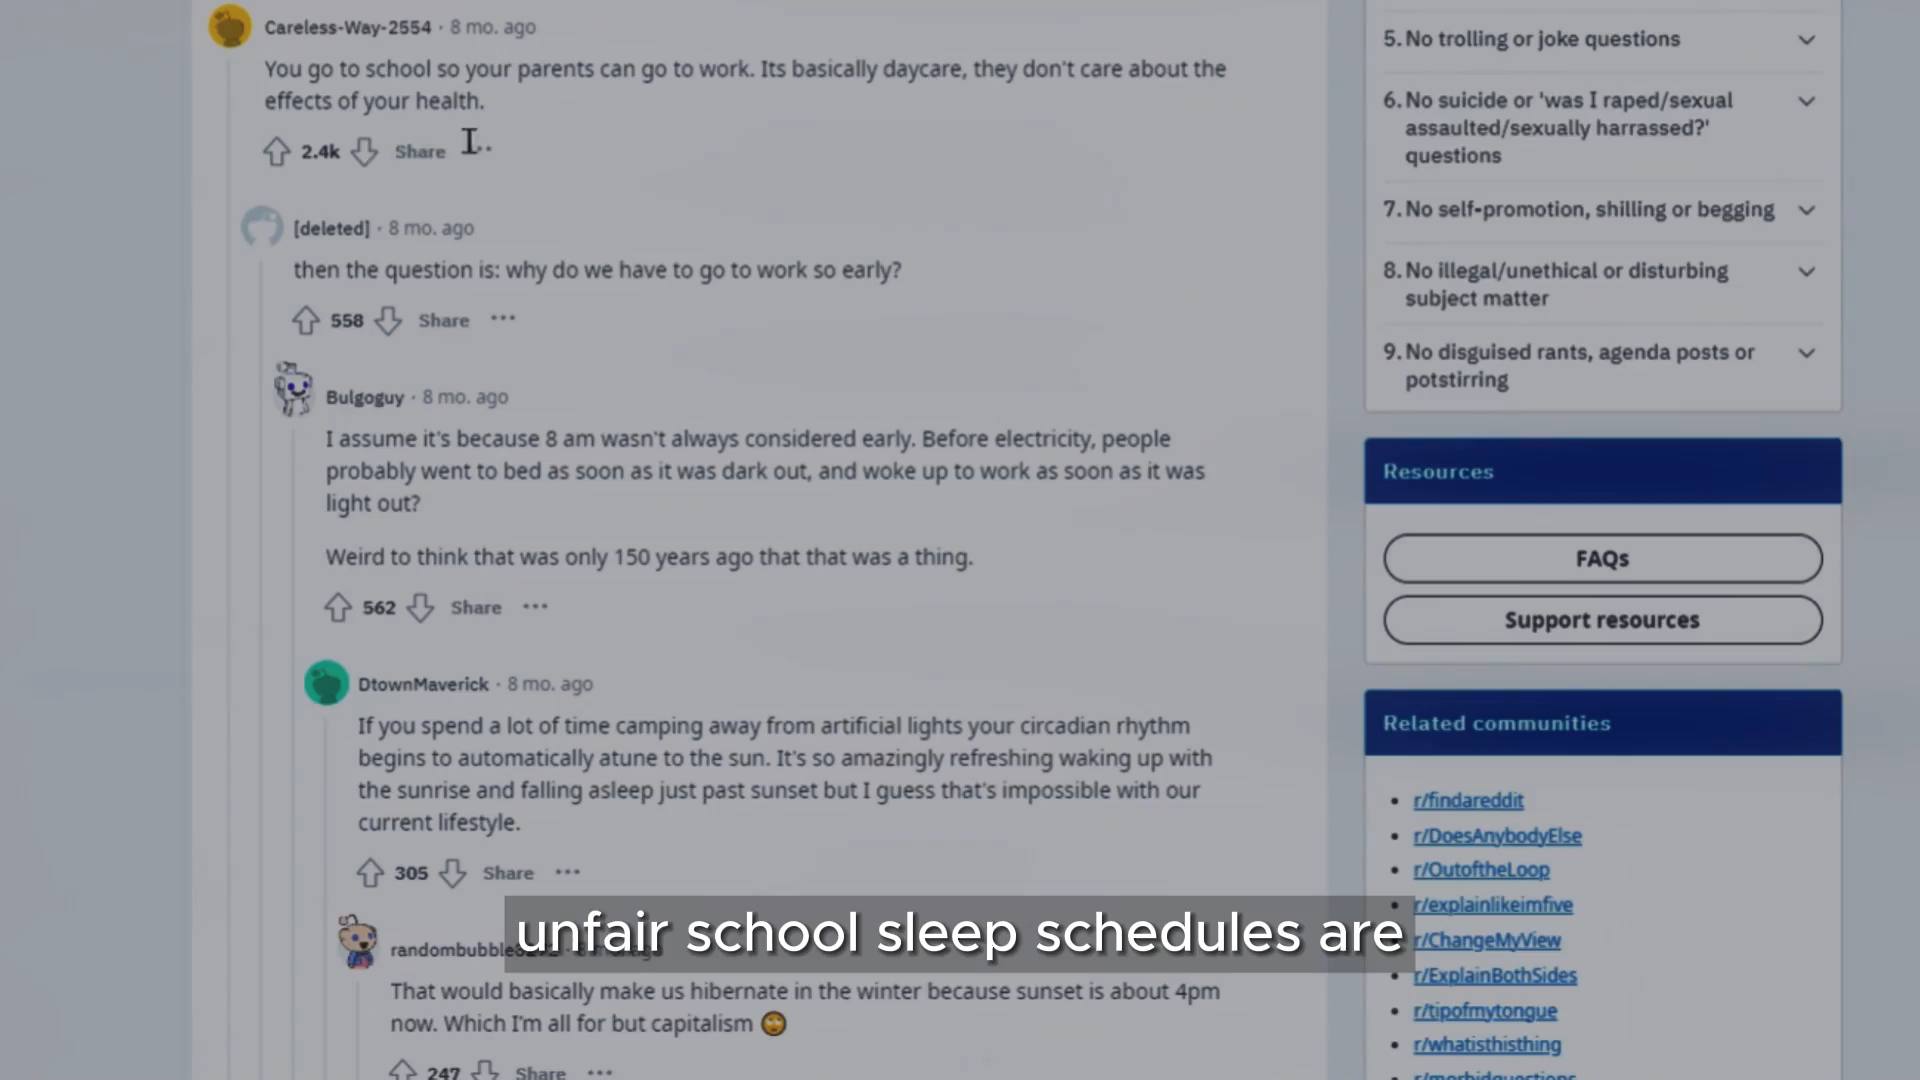 Careless-Way-2554 · 8 mo. ago
You go to school so your parents can go to work. Its basically daycare, they don't care about the
effects of your health.
2.4k Share
[deleted] · 8 mo. ago
then the question is: why do we have to go to work so early?
558 Share ···
Bulgoguy · 8 mo. ago
I assume it's because 8 am wasn't always considered early. Before electricity, people
probably went to bed as soon as it was dark out, and woke up to work as soon as it was
light out?
Weird to think that was only 150 years ago that that was a thing.
562 Share ···
DtownMaverick · 8 mo. ago
If you spend a lot of time camping away from artificial lights your circadian rhythm
begins to automatically atune to the sun. It's so amazingly refreshing waking up with
the sunrise and falling asleep just past sunset but I guess that's impossible with our
current lifestyle.
305 Share ···
unfair school sleep schedules are
That would basically make us hibernate in the winter because sunset is about 4pm
now. Which I'm all for but capitalism 🙄
247 Share ···
5. No trolling or joke questions
6. No suicide or 'was I raped/sexual
assaulted/sexually harrassed?'
questions
7. No self-promotion, shilling or begging
8. No illegal/unethical or disturbing
subject matter
9. No disguised rants, agenda posts or
potstirring
Resources
FAQs
Support resources
Related communities
r/findareddit
r/DoesAnybodyElse
r/OutoftheLoop
r/explainlikeimfive
r/ChangeMyView
r/ExplainBothSides
r/tipofmytongue
r/whatisthisthing
r/morbidquestions